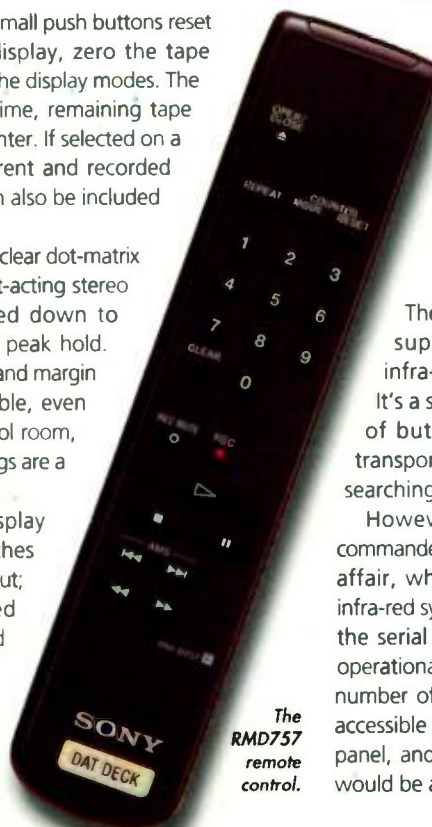 mall push buttons reset
display, zero the tape
he display modes. The
ime, remaining tape
nter. If selected on a
rent and recorded
n also be included
clear dot-matrix
t-acting stereo
ed down to
peak hold.
and margin
ble, even
ol room,
gs are a
splay
ches
ut;
ed
d
OPEN/
CLOSE
REPEAT
MODE
COUNTER
RESET
1 2 3
4 5 6
7 8 9
CLEAR
0
REC MUTE REC
AMS
SONY
DAT DECK
The
RMD757
remote
control.
The
sup
infra-
It's a s
of but
transpor
searching
However
commande
affair, wh
infra-red sy
the serial
operationa
number of
accessible
panel, and
would be a